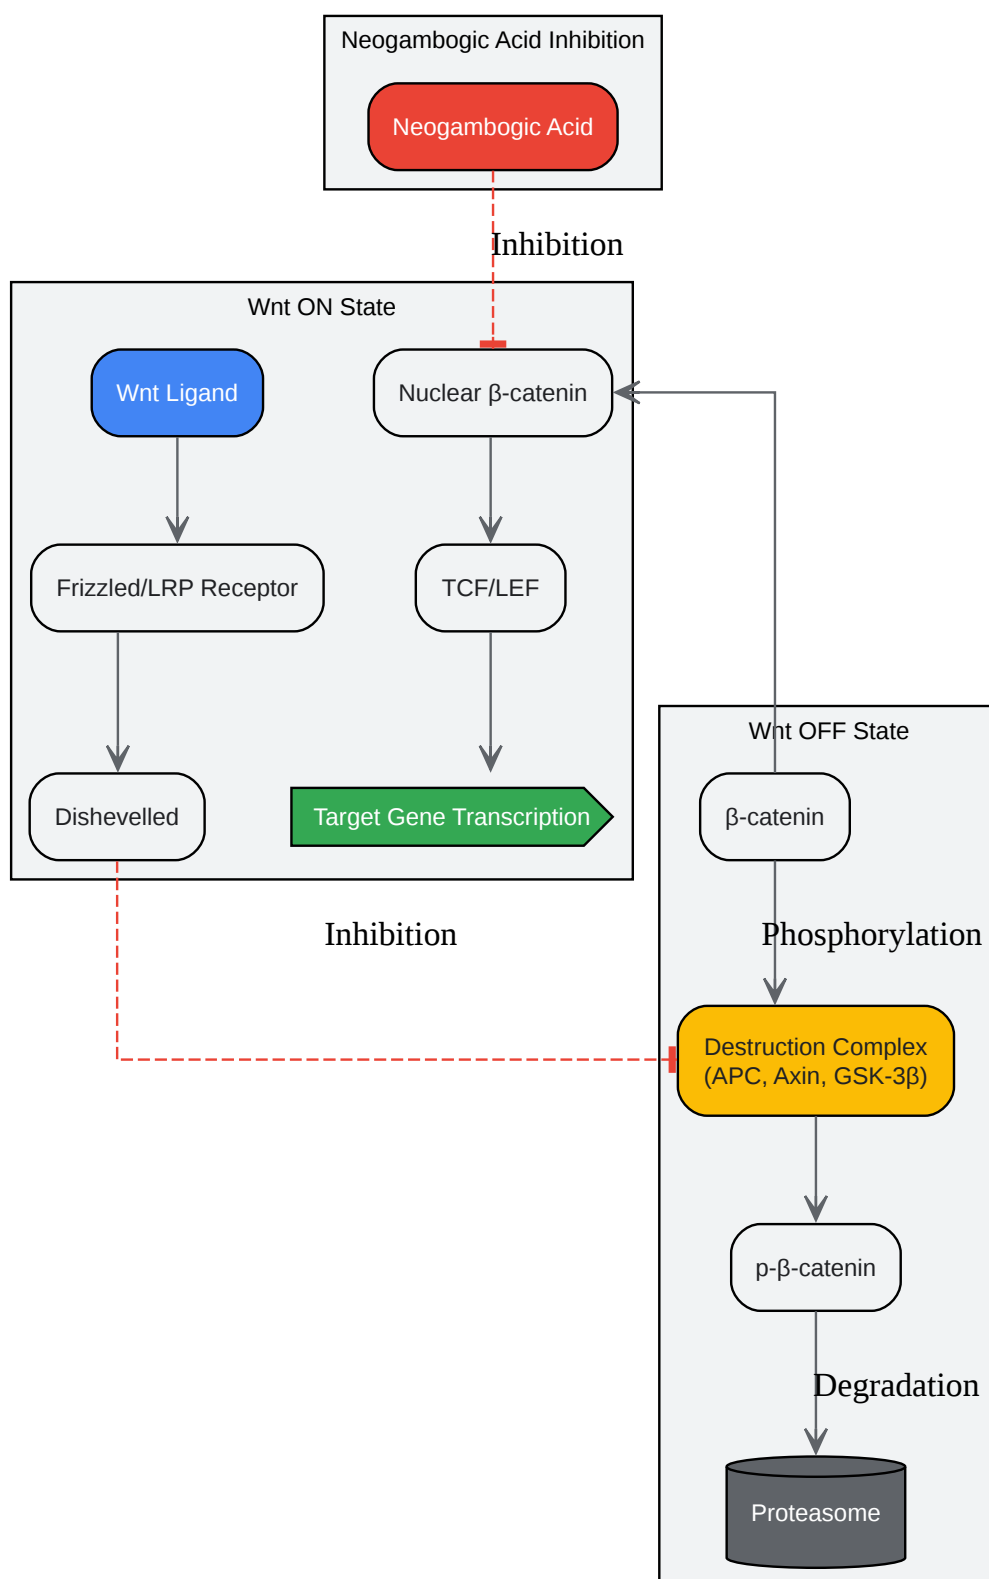 Neogambogic Acid Inhibition
Neogambogic Acid
Inhibition
Wnt ON State
Wnt Ligand
Nuclear β-catenin
Frizzled/LRP Receptor
TCF/LEF
Wnt OFF State
Dishevelled
Target Gene Transcription
β-catenin
Inhibition
Phosphorylation
Destruction Complex
(APC, Axin, GSK-3β)
p-β-catenin
Degradation
Proteasome